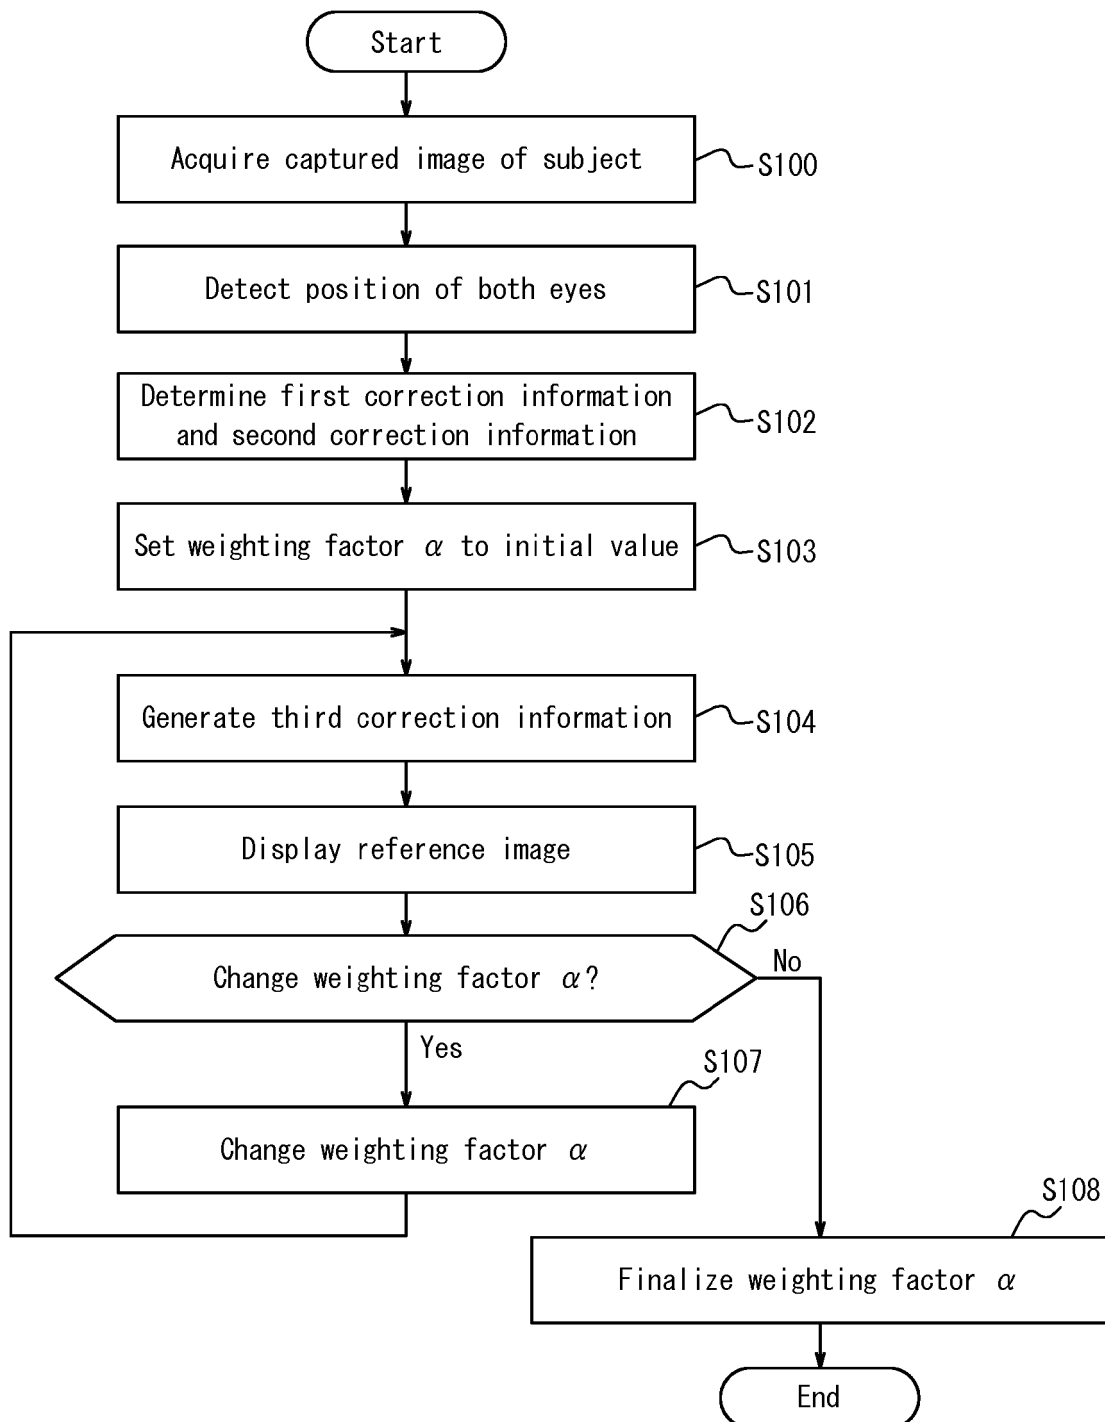 Start
Acquire captured image of subject
S100
Detect position of both eyes
S101
Determine first correction information
and second correction information
S102
Set weighting factor α to initial value
S103
Generate third correction information
S104
Display reference image
S105
S106
Change weighting factor α?
No
Yes
S107
Change weighting factor α
S108
Finalize weighting factor α
End